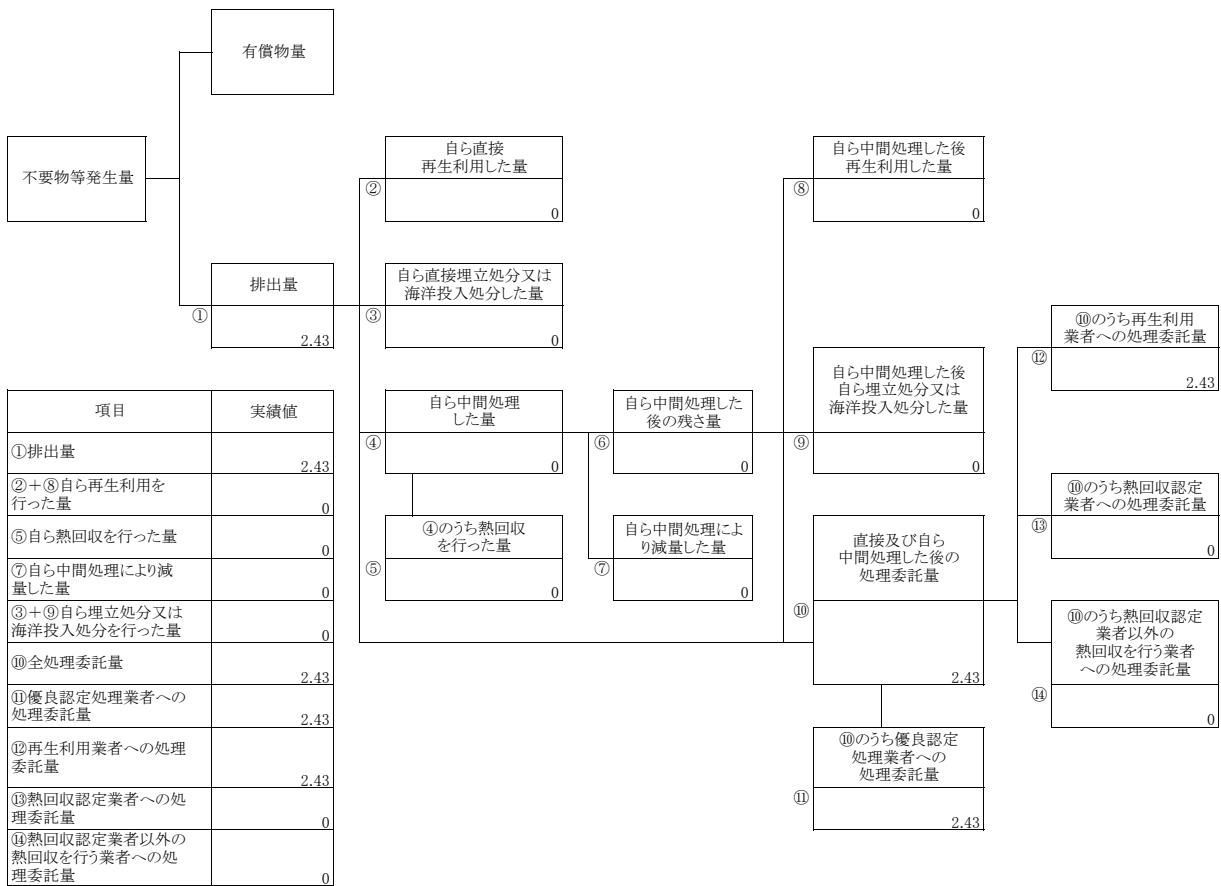 有償物量
不要物等発生量
排出量
①
2.43
自ら直接
再生利用した量
②
0
自ら直接埋立処分又は
海洋投入処分した量
③
0
自ら中間処理
した量
④
0
④のうち熱回収
を行った量
⑤
0
自ら中間処理した
後の残さ量
⑥
0
自ら中間処理によ
り減量した量
⑦
0
自ら中間処理した後
再生利用した量
⑧
0
自ら中間処理した後
自ら埋立処分又は
海洋投入処分した量
⑨
0
直接及び自ら
中間処理した後の
処理委託量
⑩
2.43
⑩のうち優良認定
処理業者への
処理委託量
⑪
2.43
⑩のうち再生利用
業者への処理委託量
⑫
2.43
⑩のうち熱回収認定
業者への処理委託量
⑬
0
⑩のうち熱回収認定
業者以外の
熱回収を行う業者
への処理委託量
⑭
0
項目 実績値
①排出量
2.43
②+⑧自ら再生利用を
行った量
0
⑤自ら熱回収を行った量
0
⑦自ら中間処理により減
量した量
0
③+⑨自ら埋立処分又は
海洋投入処分を行った量
0
⑩全処理委託量
2.43
⑪優良認定処理業者への
処理委託量
2.43
⑫再生利用業者への処理
委託量
2.43
⑬熱回収認定業者への処
理委託量
0
⑭熱回収認定業者以外の
熱回収を行う業者への処
理委託量
0